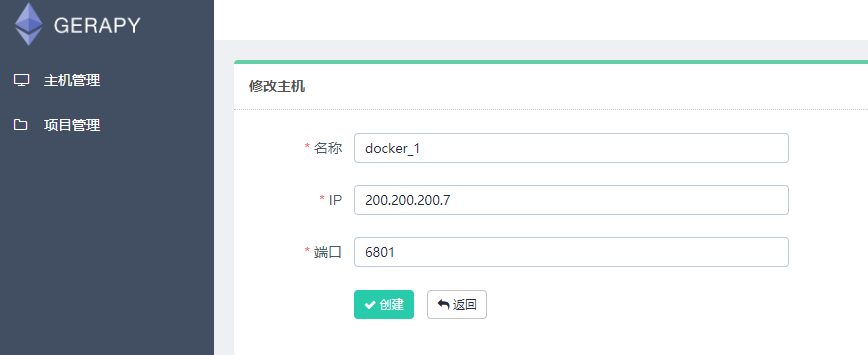 GERAPY
主机管理
项目管理
修改主机
* 名称 docker_1
* IP 200.200.200.7
* 端口 6801
创建 返回